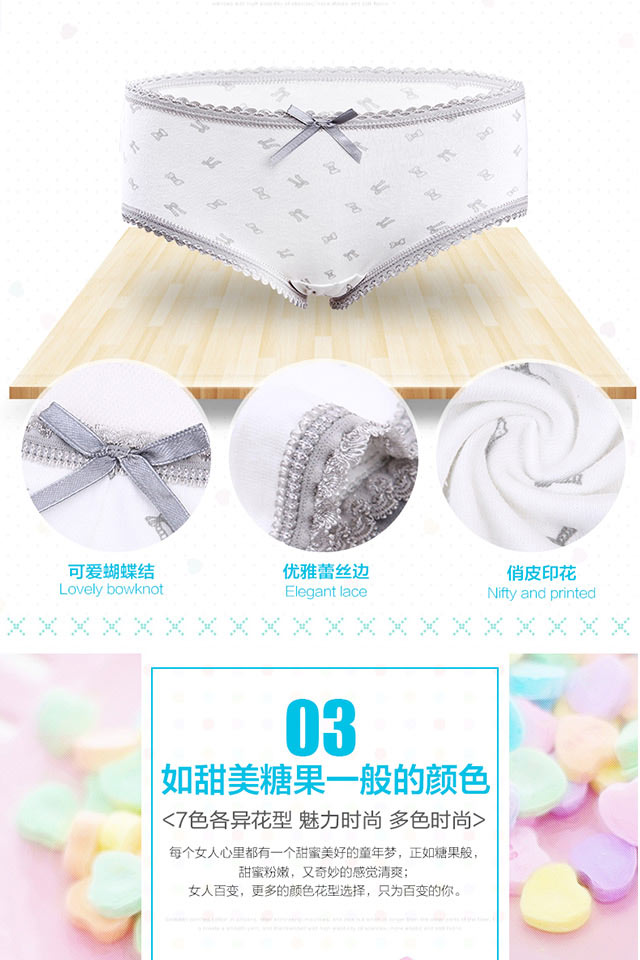 可爱蝴蝶结
Lovely bowknot
优雅蕾丝边
Elegant lace
俏皮印花
Nifty and printed
03
如甜美糖果一般的颜色
<7色各异花型 魅力时尚 多色时尚>
每个女人心里都有一个甜蜜美好的童年梦，正如糖果般，
甜蜜粉嫩，又奇妙的感觉清爽；
女人百变，更多的颜色花型选择，只为百变的你。